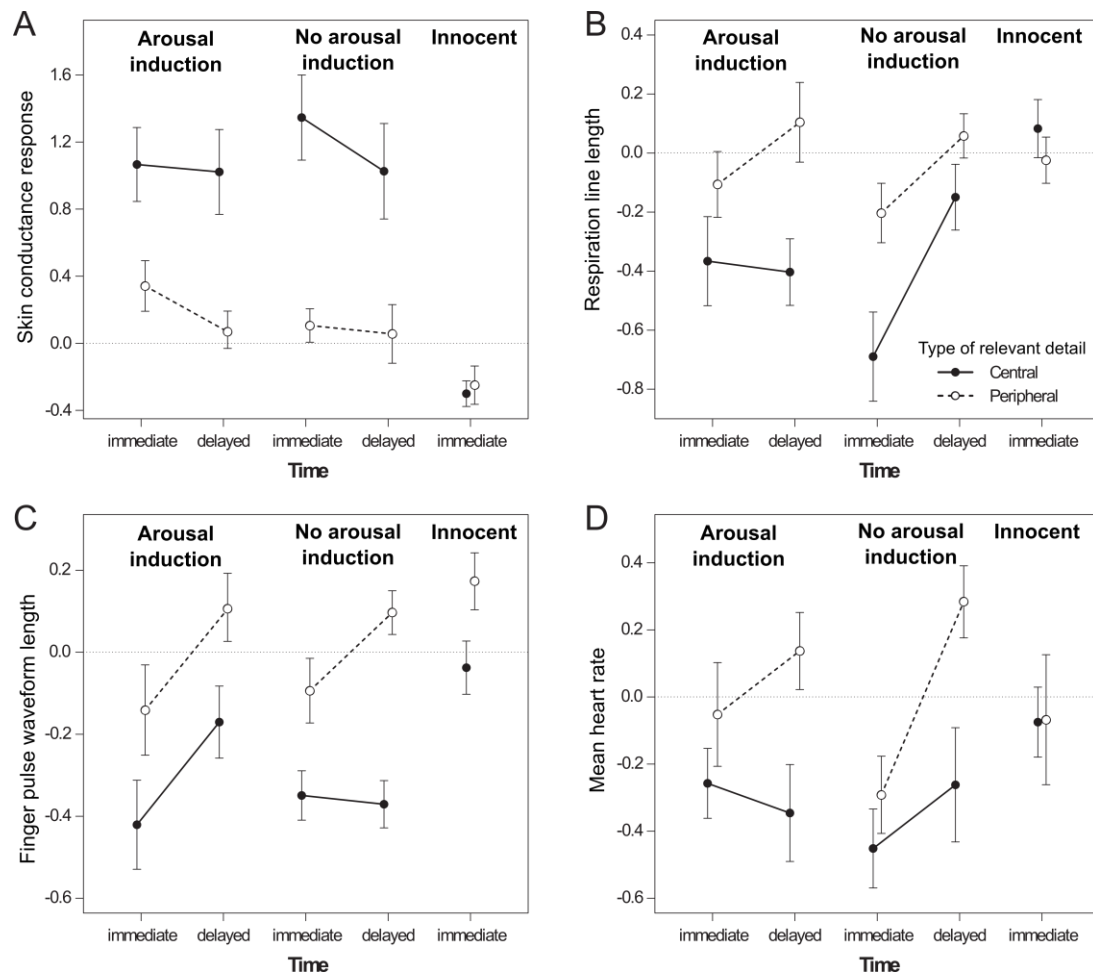 A
Arousal
induction
No arousal
induction
Innocent
Skin conductance response
1.6
1.2
0.8
0.4
0.0
-0.4
immediate delayed immediate delayed immediate
Time
B
Arousal
induction
No arousal
induction
Innocent
Respiration line length
0.4
0.2
0.0
-0.2
-0.4
-0.6
-0.8
Type of relevant detail
Central
Peripheral
immediate delayed immediate delayed immediate
Time
C
Arousal
induction
No arousal
induction
Innocent
Finger pulse waveform length
0.2
0.0
-0.2
-0.4
-0.6
immediate delayed immediate delayed immediate
Time
D
Arousal
induction
No arousal
induction
Innocent
Mean heart rate
0.4
0.2
0.0
-0.2
-0.4
-0.6
immediate delayed immediate delayed immediate
Time